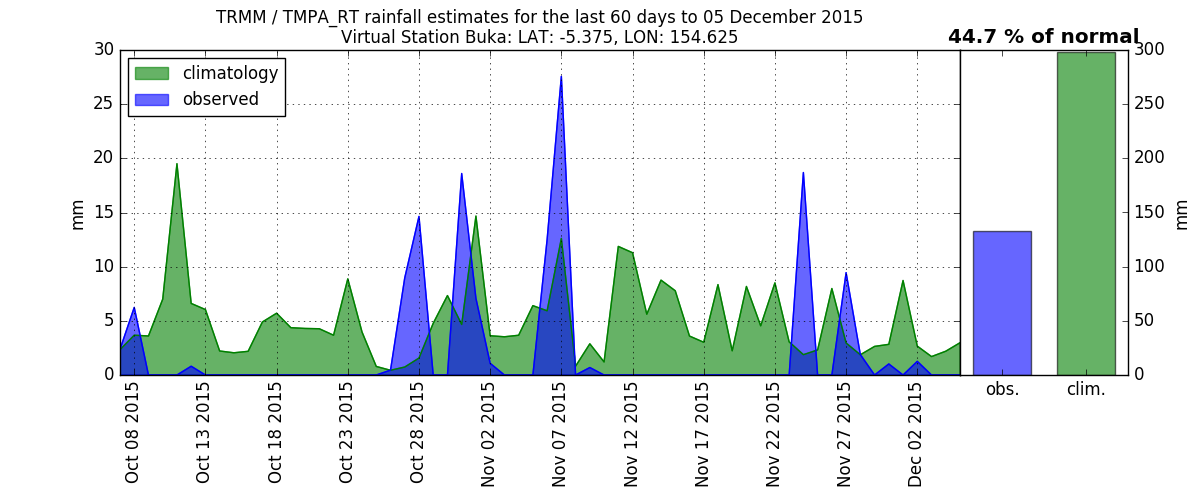 TRMM / TMPA_RT rainfall estimates for the last 60 days to 05 December 2015
Virtual Station Buka: LAT: -5.375, LON: 154.625
44.7 % of normal
climatology
observed
mm
30
25
20
15
10
5
0
Oct 08 2015
Oct 13 2015
Oct 18 2015
Oct 23 2015
Oct 28 2015
Nov 02 2015
Nov 07 2015
Nov 12 2015
Nov 17 2015
Nov 22 2015
Nov 27 2015
Dec 02 2015
obs.
clim.
300
250
200
150
100
50
0
mm